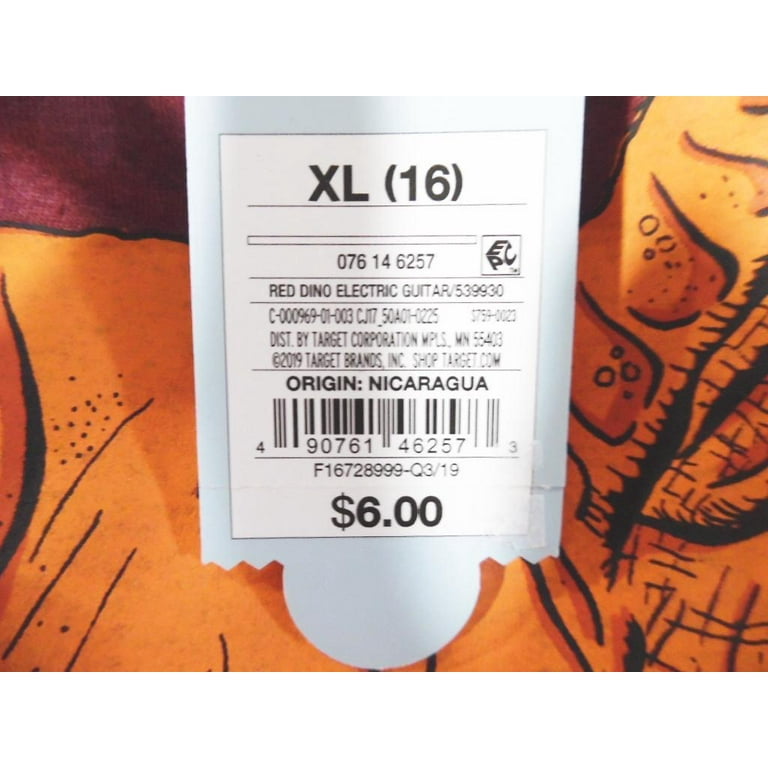 XL (16)
076 14 6257
EPC
RED DINO ELECTRIC GUITAR/539930
C-000969-01-003 CJ17_50A01-0225 $759-0023
DIST. BY TARGET CORPORATION MPLS., MN 55403
©2019 TARGET BRANDS, INC. SHOP TARGET.COM
ORIGIN: NICARAGUA
4 90761 46257 3
F16728999-Q3/19
$6.00